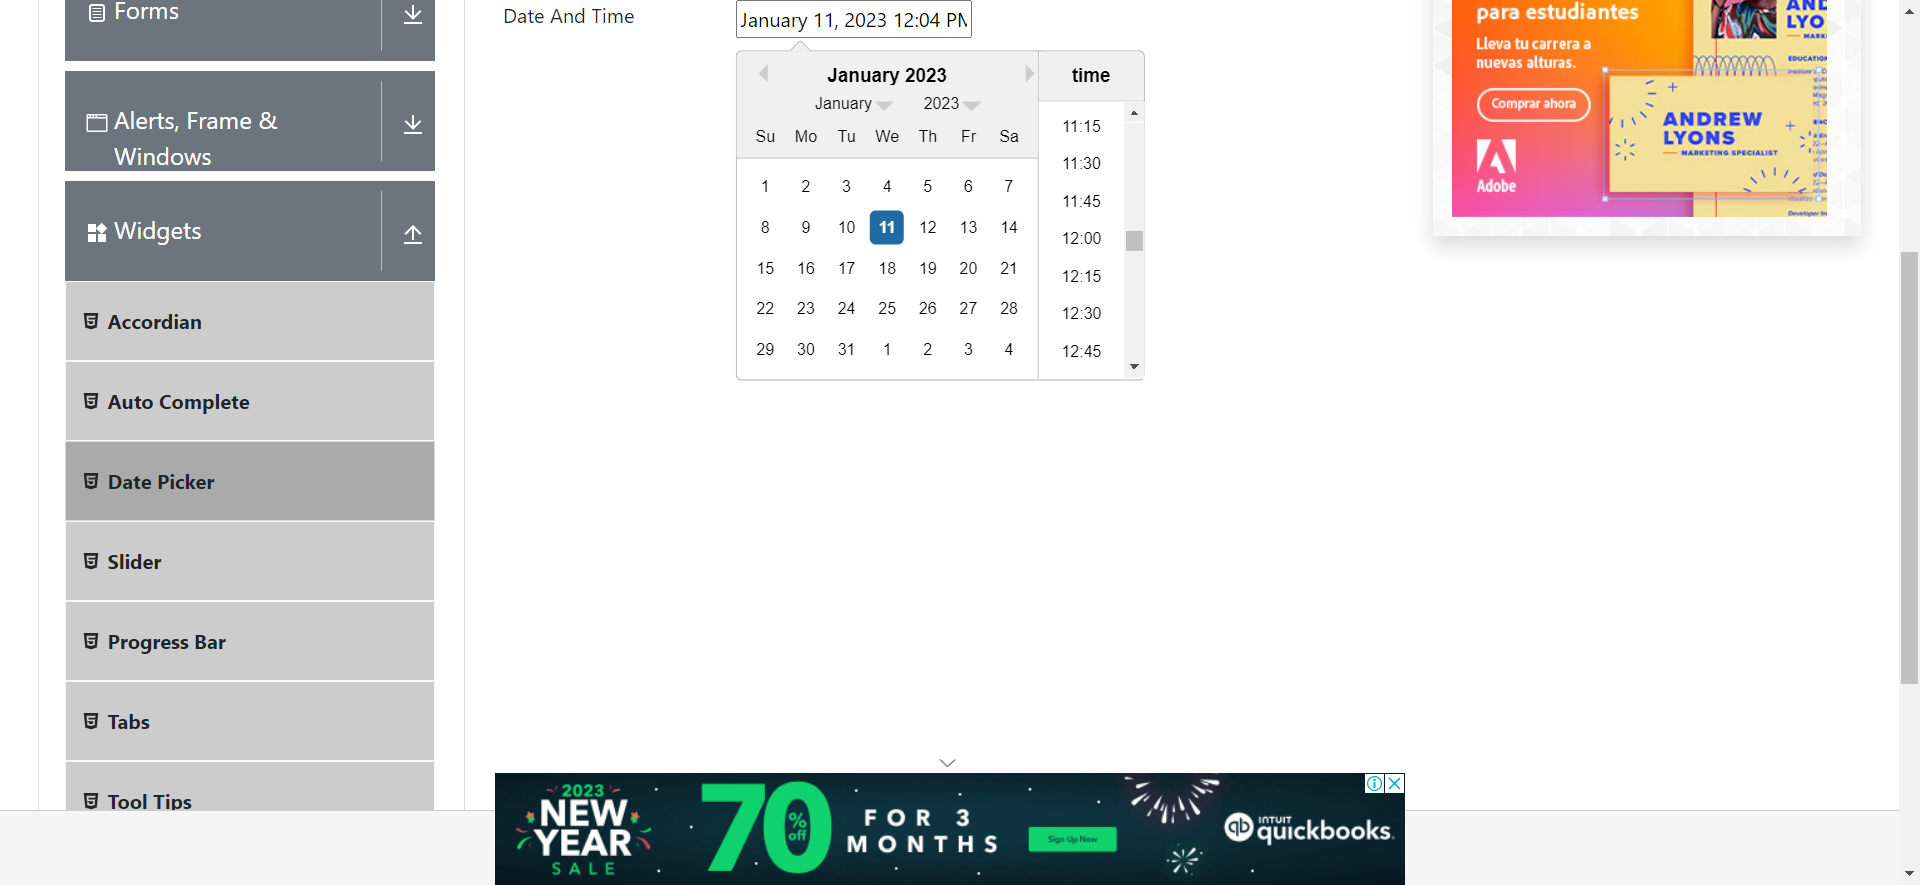 Forms
Alerts, Frame &
Windows
Widgets
Accordian
Auto Complete
Date Picker
Slider
Progress Bar
Tabs
Tool Tips
Date And Time
January 11, 2023 12:04 PM
January 2023
January 2023
Su Mo Tu We Th Fr Sa
1 2 3 4 5 6 7
8 9 10 11 12 13 14
15 16 17 18 19 20 21
22 23 24 25 26 27 28
29 30 31 1 2 3 4
time
11:15
11:30
11:45
12:00
12:15
12:30
12:45
para estudiantes
Lleva tu carrera a
nuevas alturas.
Comprar ahora
Adobe
ANDREW
LYONS
MARKETING SPECIALIST
2023
NEW
YEAR
SALE
70
% off
FOR 3
MONTHS
Sign Up Now
INTUIT
quickbooks.